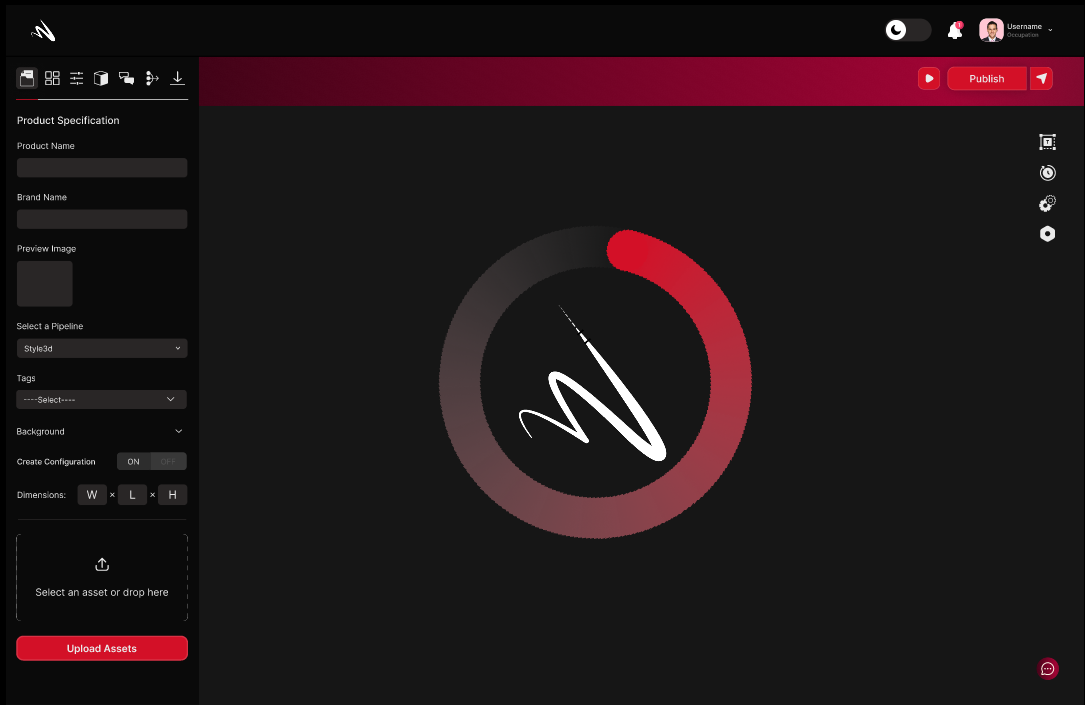 1
Username
Occupation
Publish
T
Product Specification
Product Name
Brand Name
Preview Image
Select a Pipeline
Style3d
Tags
----Select----
Background
Create Configuration ON OFF
Dimensions: W × L × H
Select an asset or drop here
Upload Assets